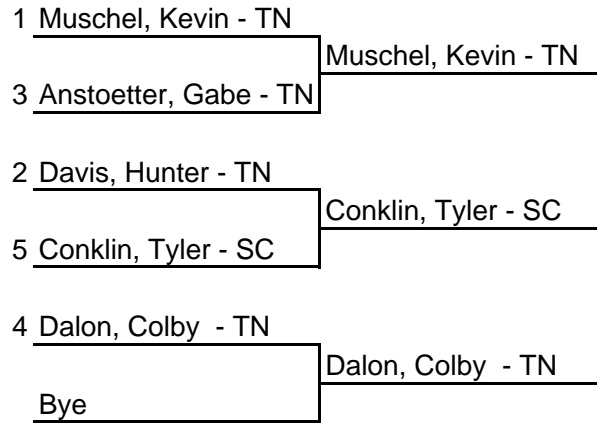 1 Muschel, Kevin - TN
Muschel, Kevin - TN
3 Anstoetter, Gabe - TN
2 Davis, Hunter - TN
Conklin, Tyler - SC
5 Conklin, Tyler - SC
4 Dalon, Colby  - TN
Dalon, Colby  - TN
Bye